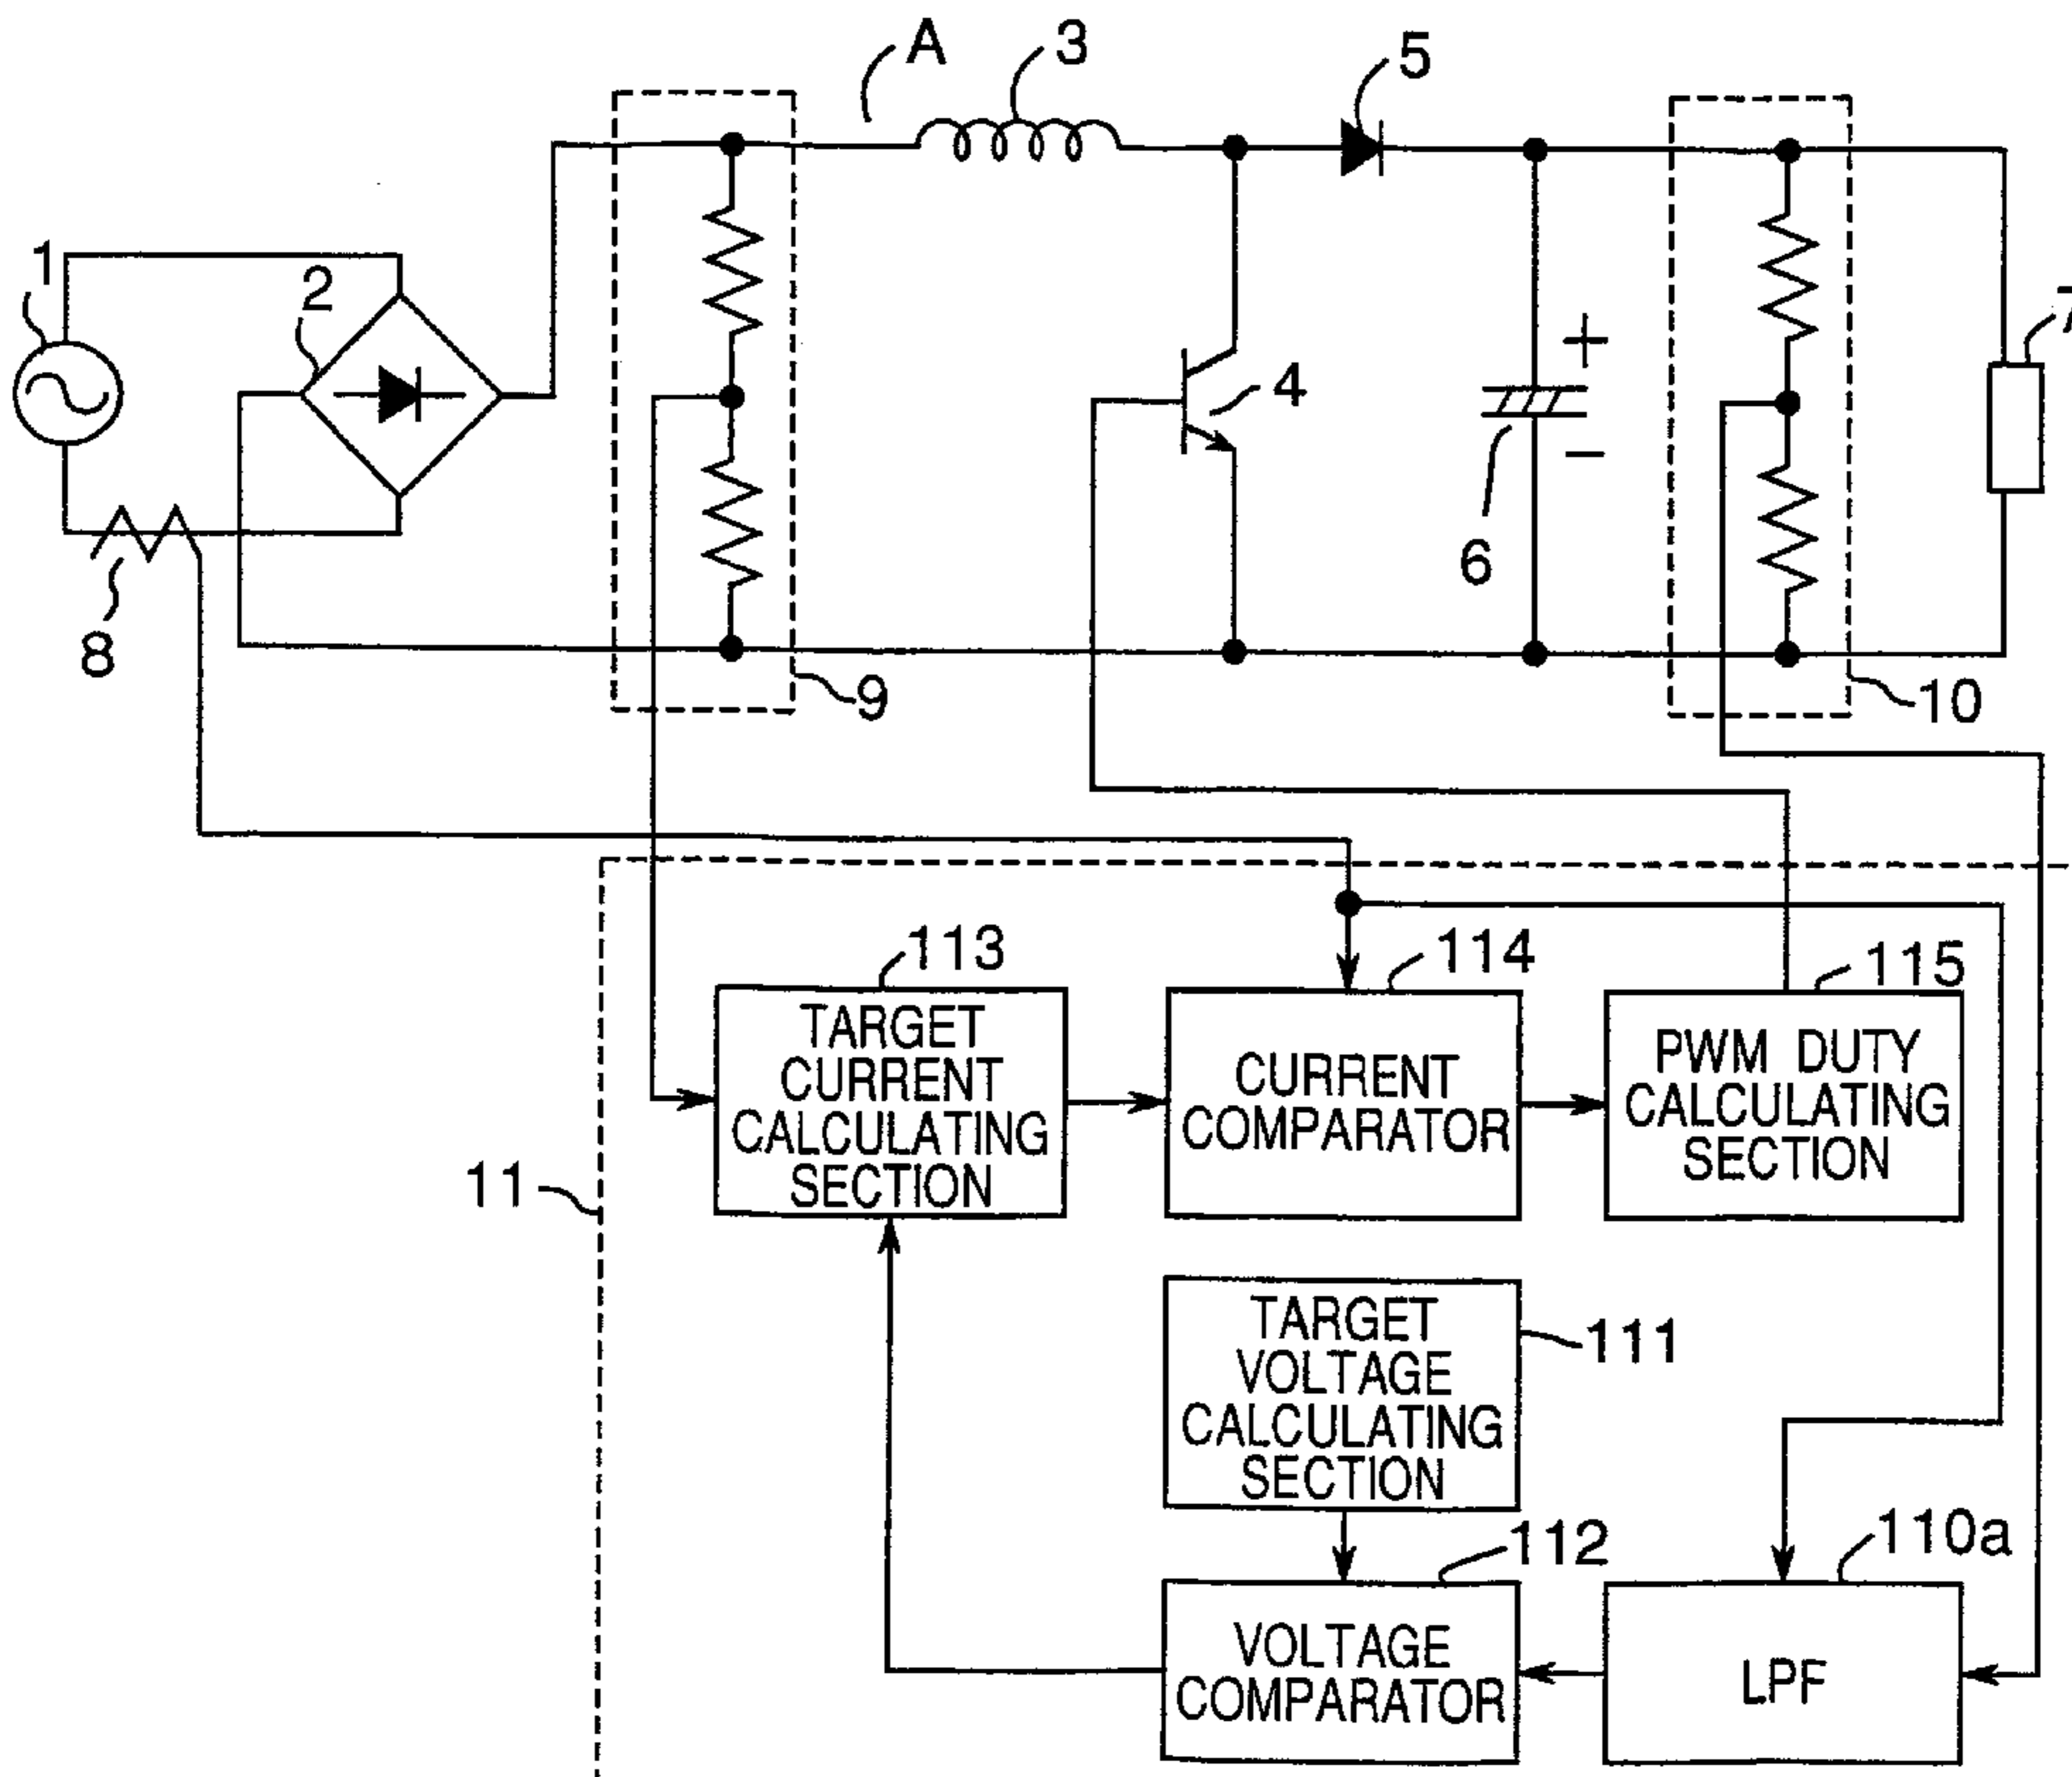 A
3
5
1
2
4
7
6
8
9
10
113
114
115
TARGET
CURRENT
CALCULATING
SECTION
CURRENT
COMPARATOR
PWM DUTY
CALCULATING
SECTION
11
TARGET
VOLTAGE
CALCULATING
SECTION
111
112
110a
VOLTAGE
COMPARATOR
LPF